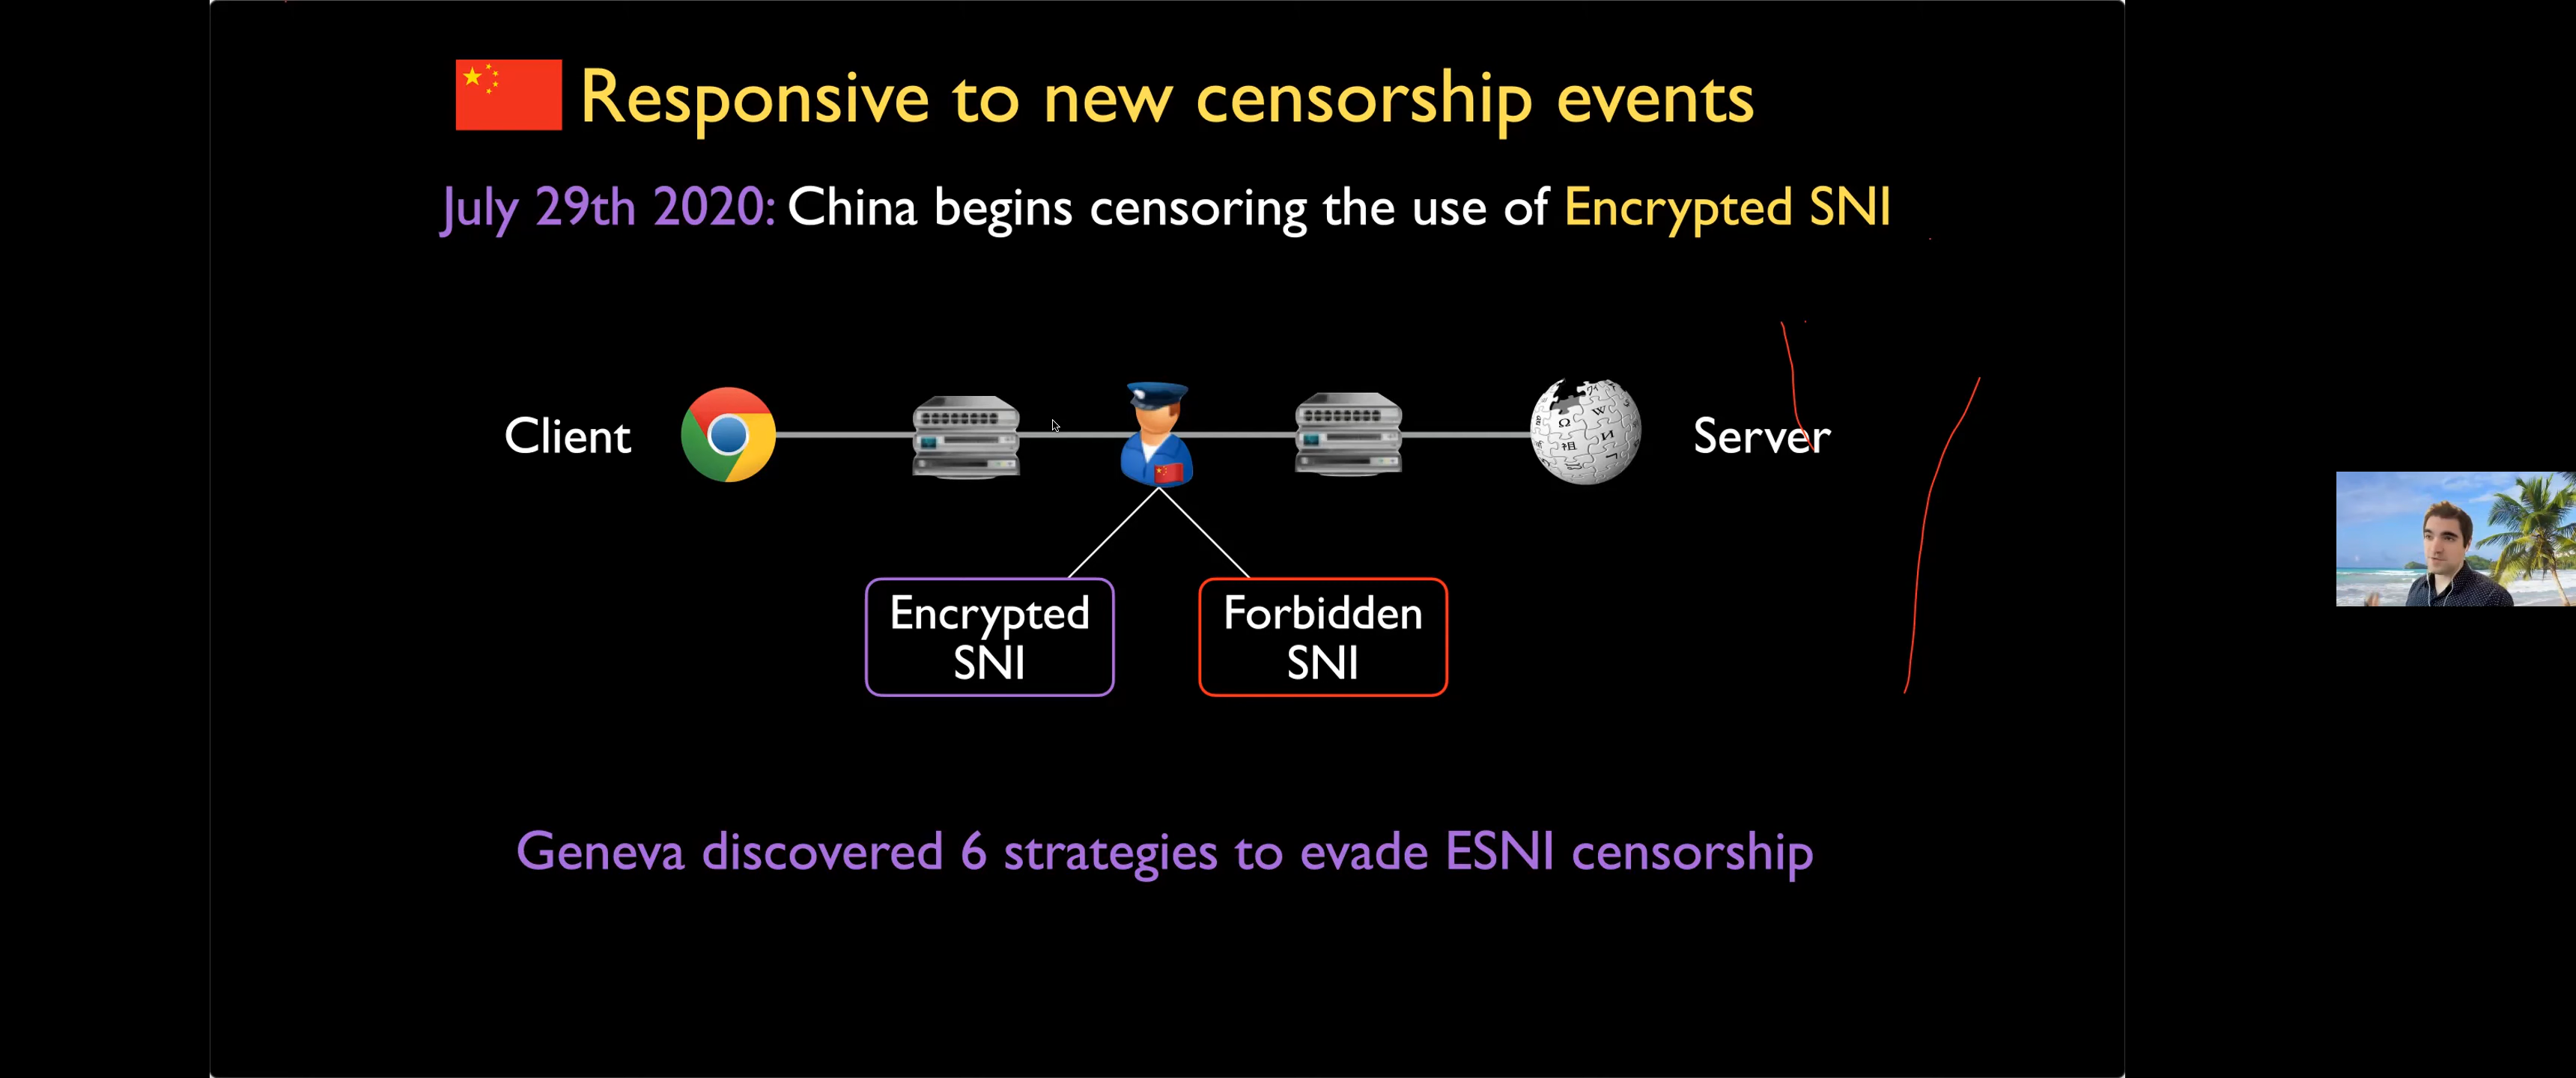 Responsive to new censorship events
July 29th 2020: China begins censoring the use of Encrypted SNI
Client
Server
Encrypted
SNI
Forbidden
SNI
Geneva discovered 6 strategies to evade ESNI censorship